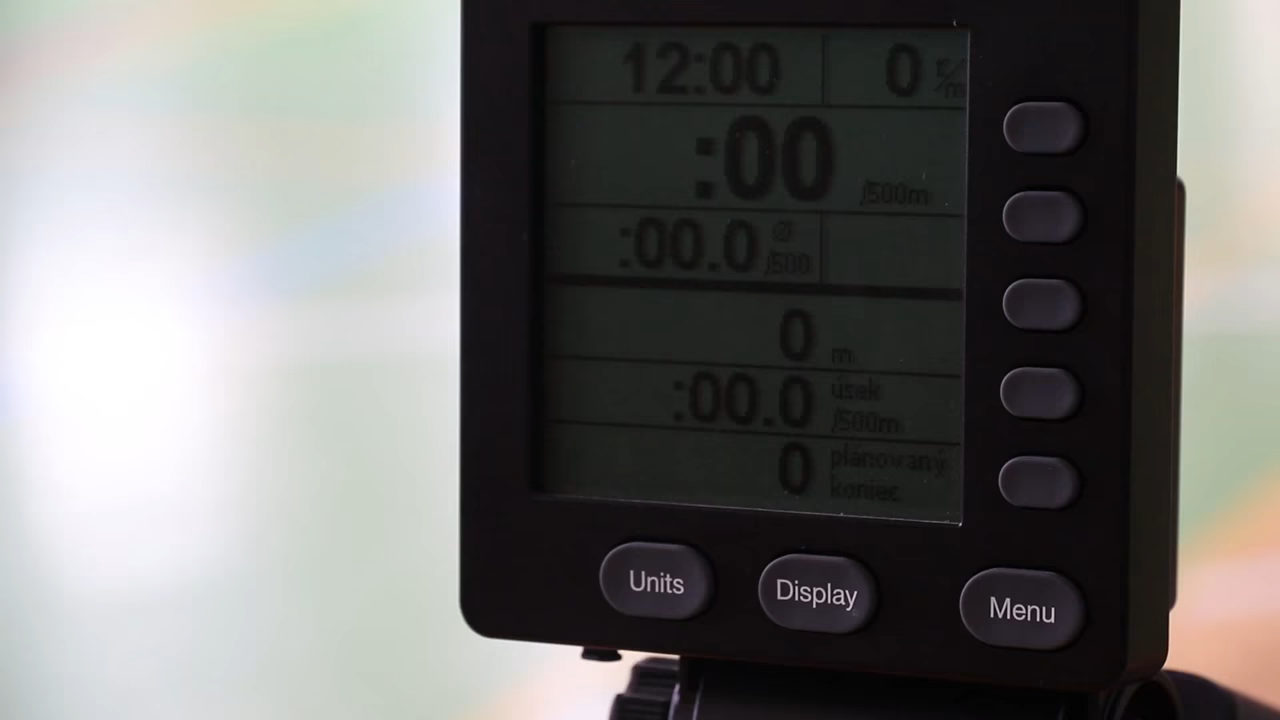 12:00 0
:00 /500m
:00.0 /500
0 m
:00.0 úsek
/500m
0 plánovaný
koniec
Units Display Menu